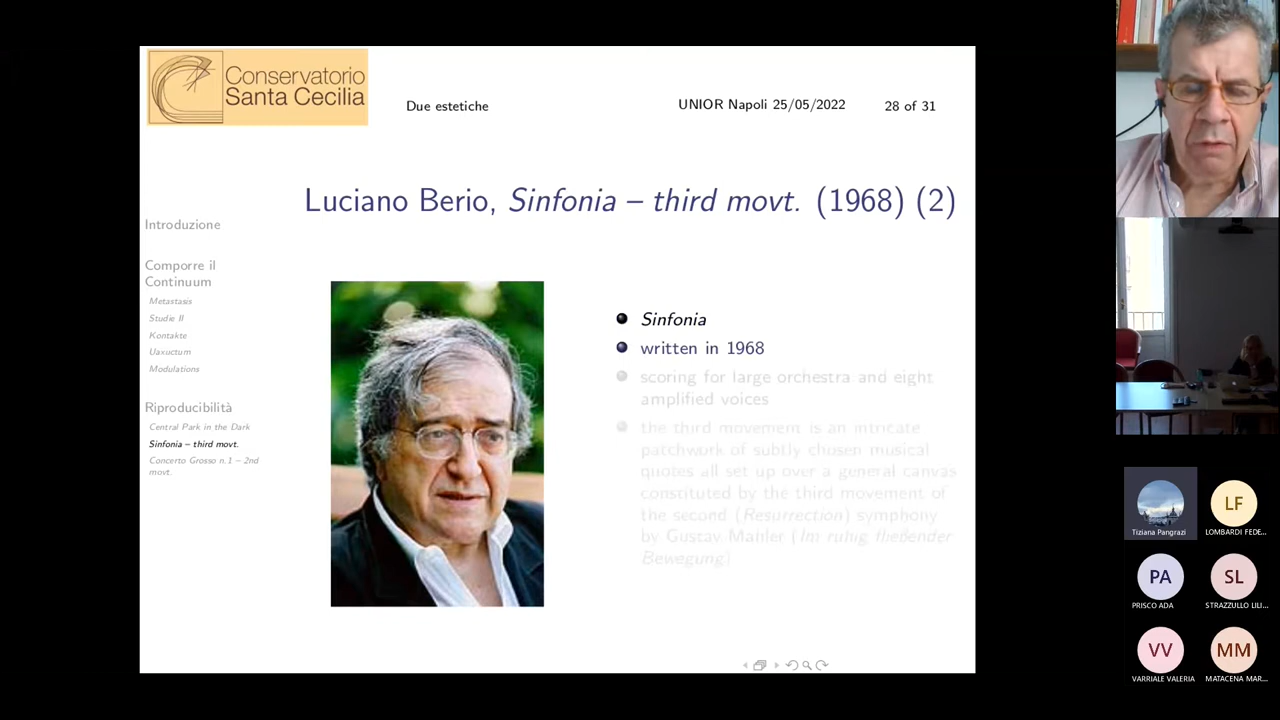 Conservatorio
Santa Cecilia
Due estetiche
UNIOR Napoli 25/05/2022
28 of 31
Luciano Berio, Sinfonia – third movt. (1968) (2)
Introduzione
Comporre il
Continuum
Metastasis
Studie II
Kontakte
Uaxuctum
Modulations
Riproducibilità
Central Park in the Dark
Sinfonia – third movt.
Concerto Grosso n.1 – 2nd
movt.
Sinfonia
written in 1968
scoring for large orchestra and eight
amplified voices
the third movement is an intricate
patchwork of subtly chosen musical
quotes all set up over a general canvas
constituted by the third movement of
the second (Resurrection) symphony
by Gustav Mahler (Im ruhig fließender
Bewegung)
Tiziana Pangrazi
LF
LOMBARDI FEDE...
PA
PRISCO ADA
SL
STRAZZULLO LILI...
VV
VARRIALE VALERIA
MM
MATACENA MAR...